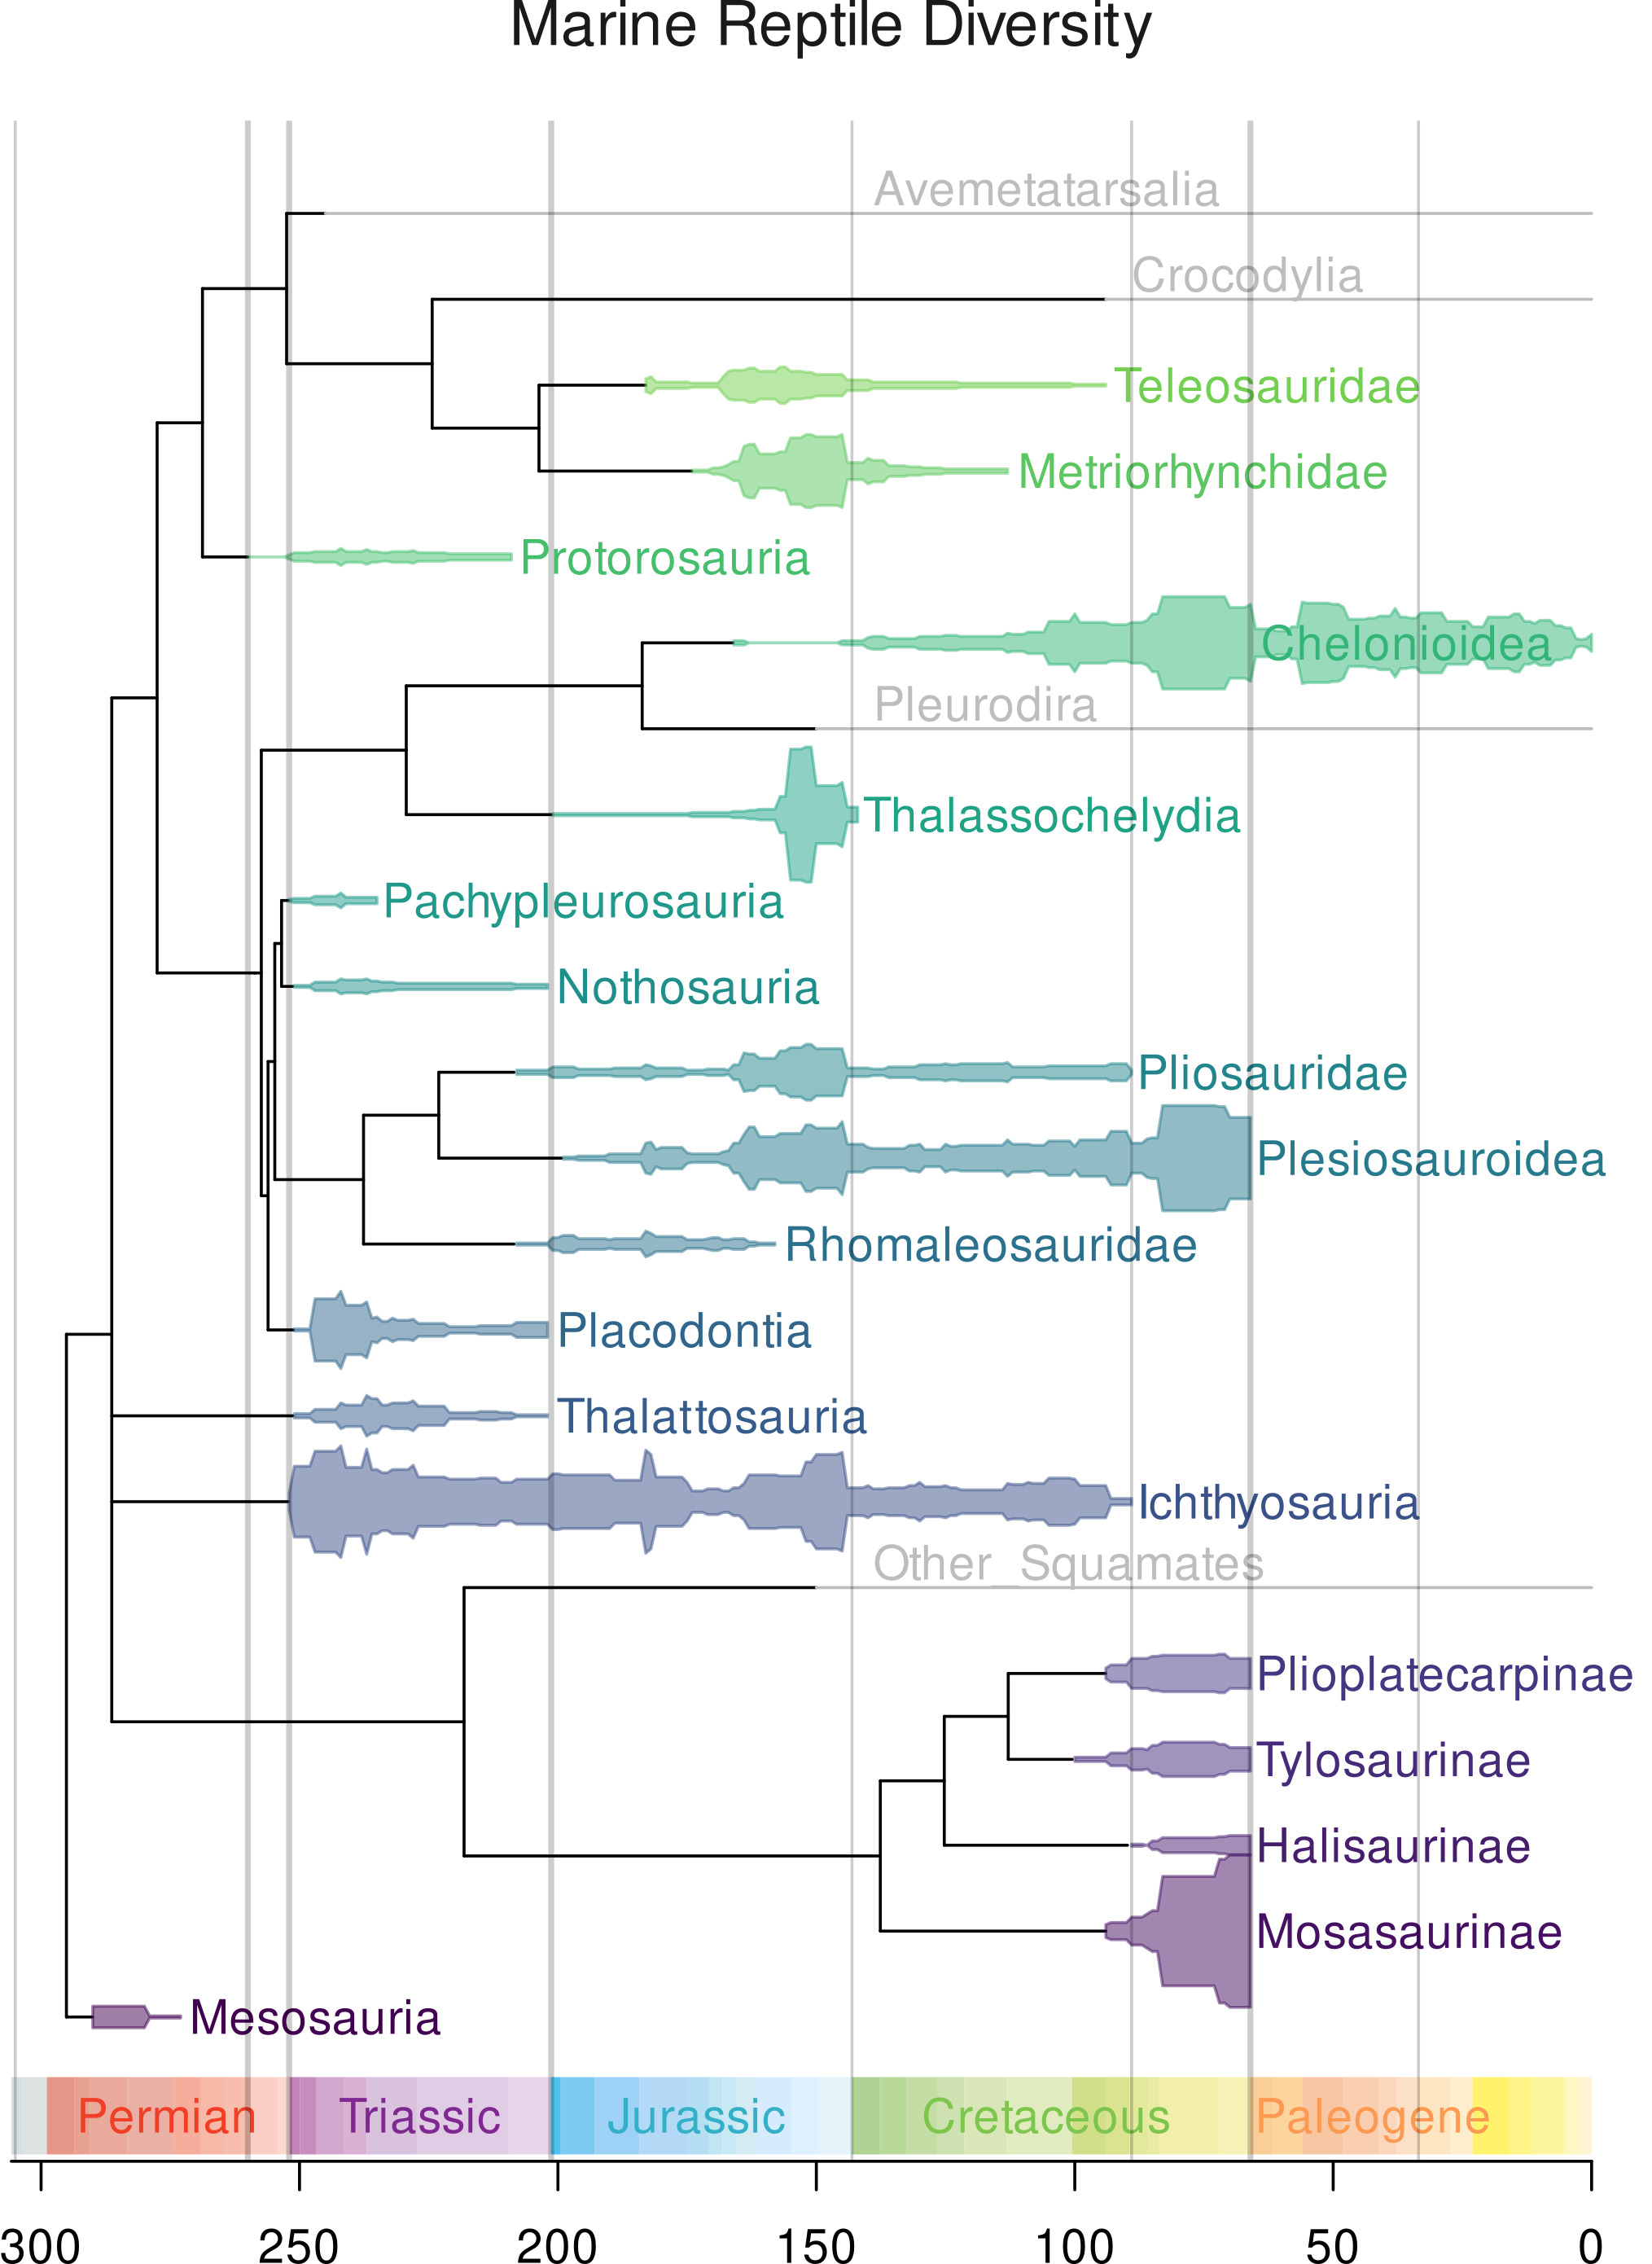 Marine Reptile Diversity
Avemetatarsalia
Crocodylia
Teleosauridae
Metriorhynchidae
Protorosauria
Chelonioidea
Pleurodira
Thalassochelydia
Pachypleurosauria
Nothosauria
Pliosauridae
Plesiosauroidea
Rhomaleosauridae
Placodontia
Thalattosauria
Ichthyosauria
Other_Squamates
Plioplatecarpinae
Tylosaurinae
Halisaurinae
Mosasaurinae
Mesosauria
Permian Triassic Jurassic Cretaceous Paleogene
300 250 200 150 100 50 0